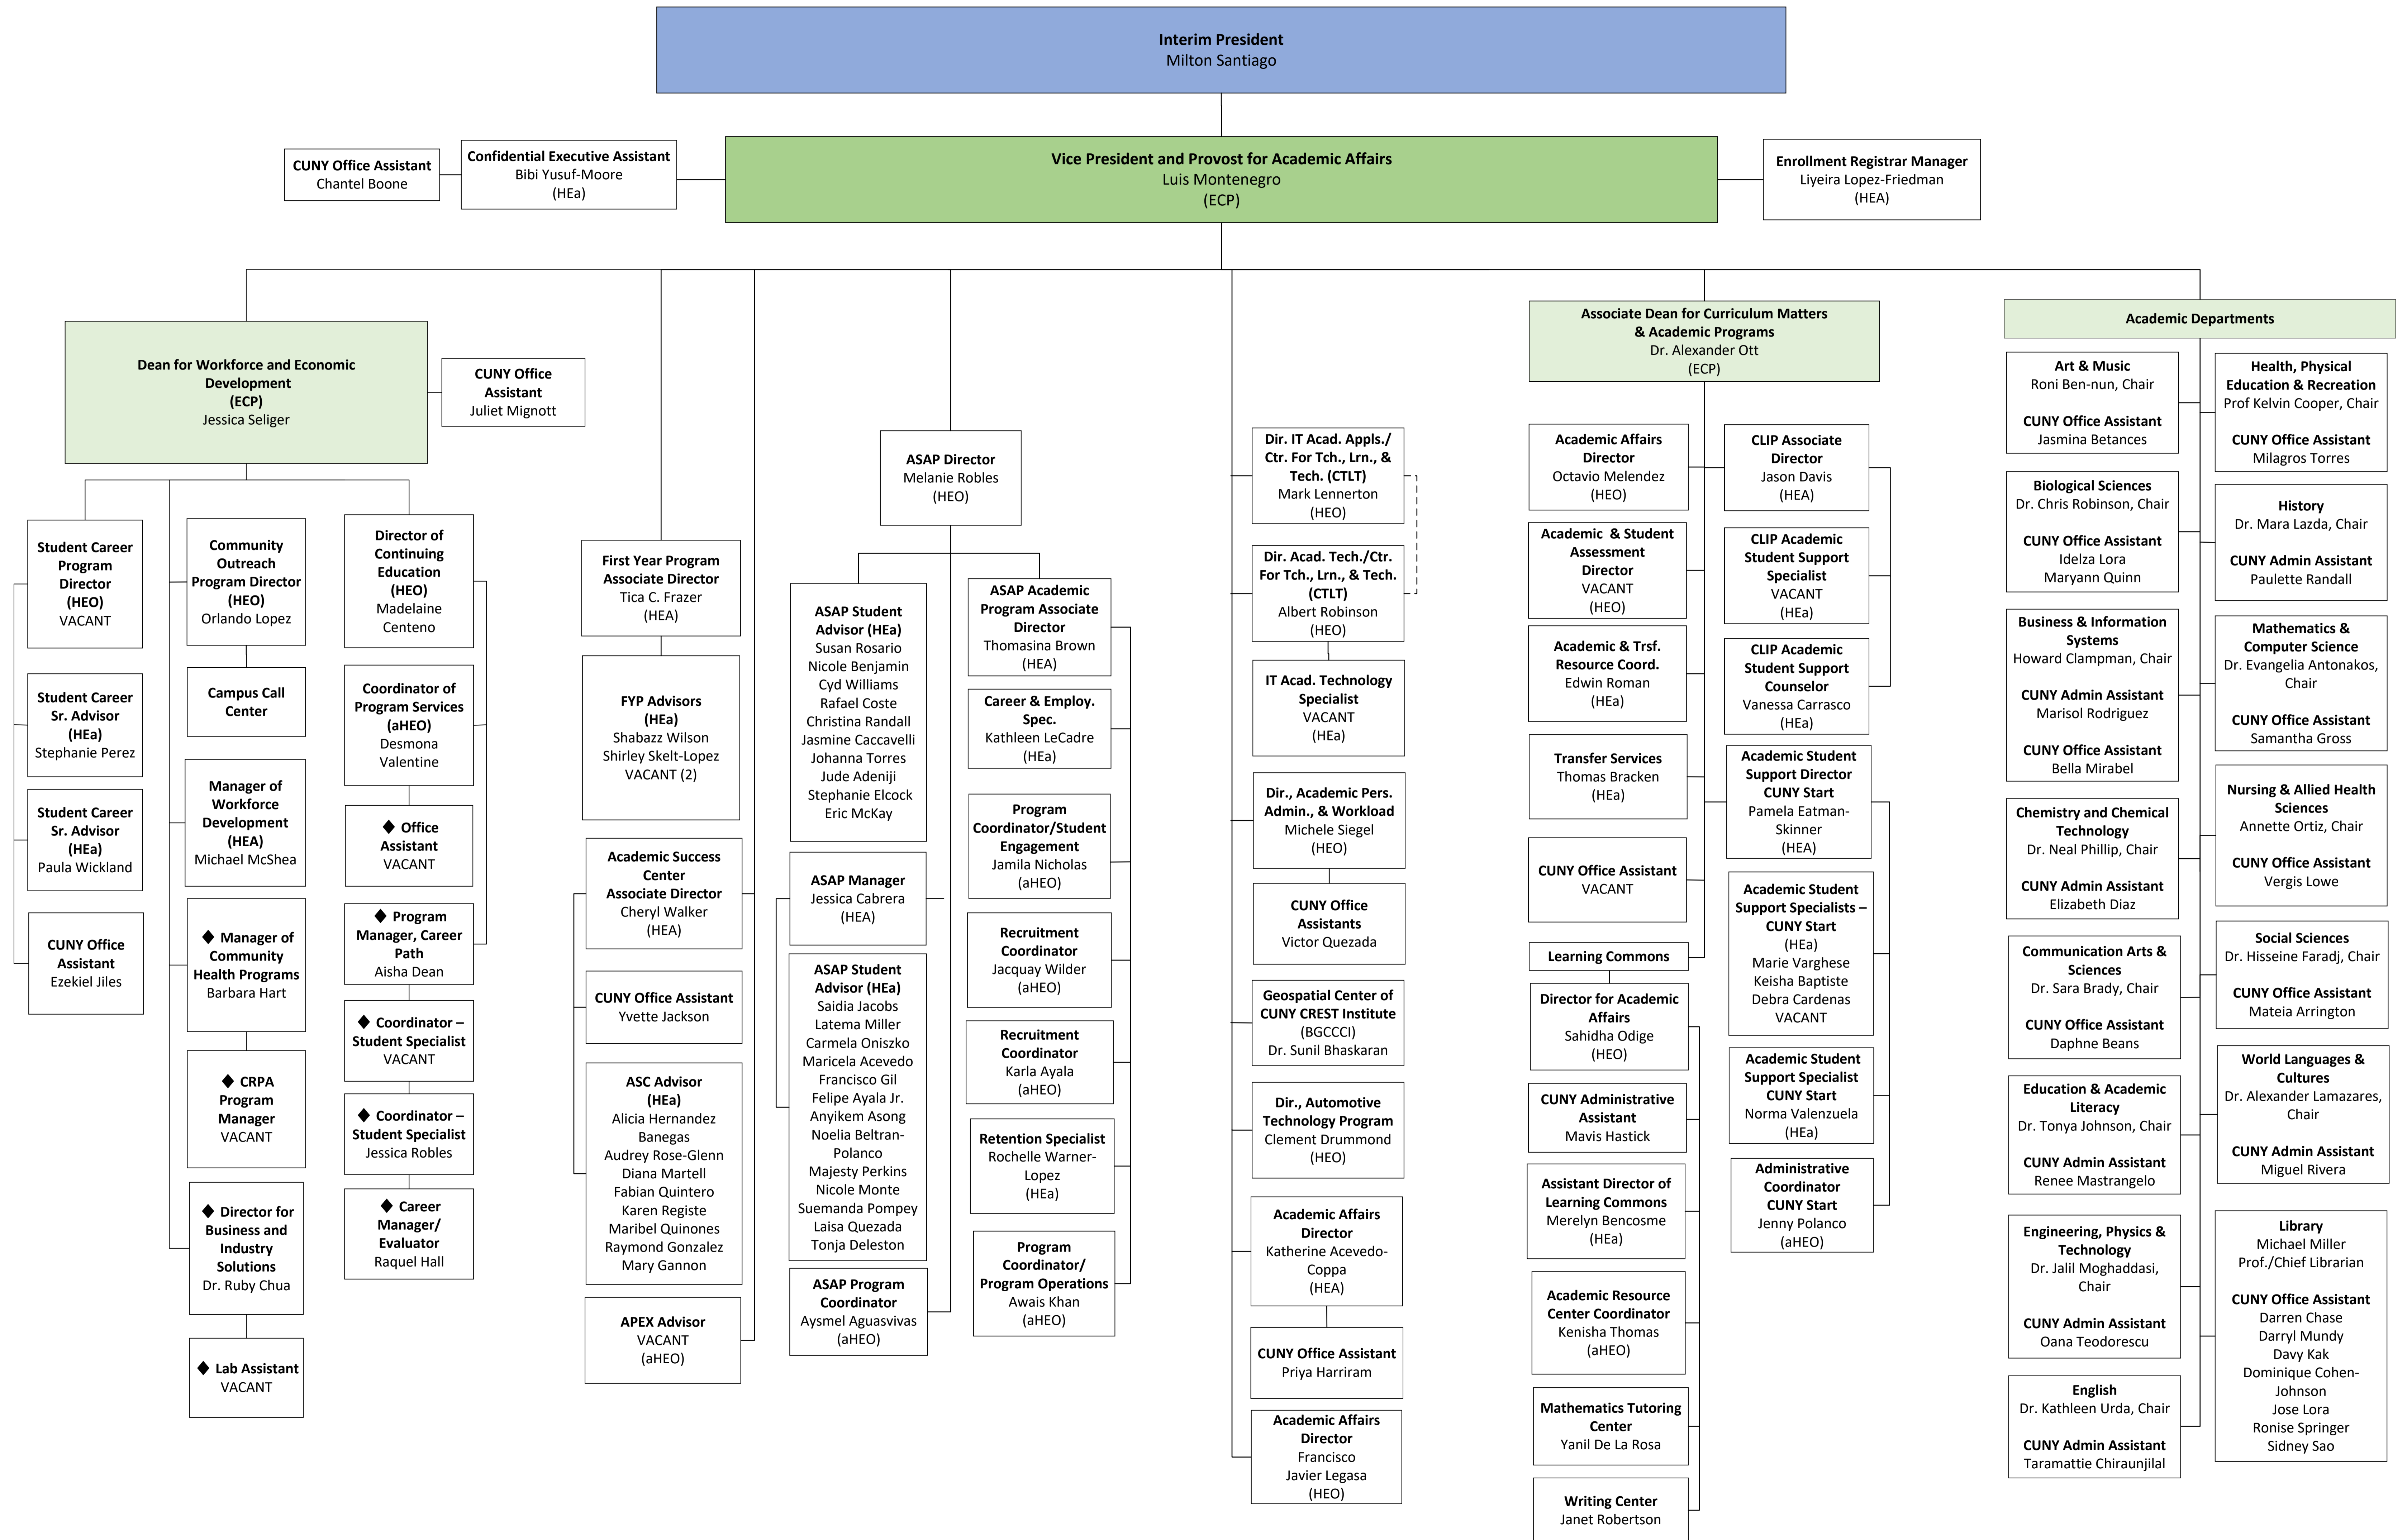 Interim President
Milton Santiago
CUNY Office Assistant
Chantel Boone
Confidential Executive Assistant
Bibi Yusuf-Moore
(HEa)
Vice President and Provost for Academic Affairs
Luis Montenegro
(ECP)
Enrollment Registrar Manager
Liyeira Lopez-Friedman
(HEA)
Dean for Workforce and Economic
Development
(ECP)
Jessica Seliger
CUNY Office
Assistant
Juliet Mignott
Student Career
Program
Director
(HEO)
VACANT
Student Career
Sr. Advisor
(HEa)
Stephanie Perez
Student Career
Sr. Advisor
(HEa)
Paula Wickland
CUNY Office
Assistant
Ezekiel Jiles
Community
Outreach
Program Director
(HEO)
Orlando Lopez
Campus Call
Center
Manager of
Workforce
Development
(HEA)
Michael McShea
◆ Manager of
Community
Health Programs
Barbara Hart
◆ CRPA
Program
Manager
VACANT
◆ Director for
Business and
Industry
Solutions
Dr. Ruby Chua
◆ Lab Assistant
VACANT
Director of
Continuing
Education
(HEO)
Madelaine
Centeno
Coordinator of
Program Services
(aHEO)
Desmona
Valentine
◆ Office
Assistant
VACANT
◆ Program
Manager, Career
Path
Aisha Dean
◆ Coordinator –
Student Specialist
VACANT
◆ Coordinator –
Student Specialist
Jessica Robles
◆ Career
Manager/
Evaluator
Raquel Hall
First Year Program
Associate Director
Tica C. Frazer
(HEA)
FYP Advisors
(HEa)
Shabazz Wilson
Shirley Skelt-Lopez
VACANT (2)
Academic Success
Center
Associate Director
Cheryl Walker
(HEA)
CUNY Office Assistant
Yvette Jackson
ASC Advisor
(HEa)
Alicia Hernandez
Banegas
Audrey Rose-Glenn
Diana Martell
Fabian Quintero
Karen Registe
Maribel Quinones
Raymond Gonzalez
Mary Gannon
APEX Advisor
VACANT
(aHEO)
ASAP Director
Melanie Robles
(HEO)
ASAP Student
Advisor (HEa)
Susan Rosario
Nicole Benjamin
Cyd Williams
Rafael Coste
Christina Randall
Jasmine Caccavelli
Johanna Torres
Jude Adeniji
Stephanie Elcock
Eric McKay
ASAP Manager
Jessica Cabrera
(HEA)
ASAP Student
Advisor (HEa)
Saidia Jacobs
Latema Miller
Carmela Oniszko
Maricela Acevedo
Francisco Gil
Felipe Ayala Jr.
Anyikem Asong
Noelia Beltran-
Polanco
Majesty Perkins
Nicole Monte
Suemanda Pompey
Laisa Quezada
Tonja Deleston
ASAP Program
Coordinator
Aysmel Aguasvivas
(aHEO)
ASAP Academic
Program Associate
Director
Thomasina Brown
(HEA)
Career & Employ.
Spec.
Kathleen LeCadre
(HEa)
Program
Coordinator/Student
Engagement
Jamila Nicholas
(aHEO)
Recruitment
Coordinator
Jacquay Wilder
(aHEO)
Recruitment
Coordinator
Karla Ayala
(aHEO)
Retention Specialist
Rochelle Warner-
Lopez
(HEa)
Program
Coordinator/
Program Operations
Awais Khan
(aHEO)
Dir. IT Acad. Appls./
Ctr. For Tch., Lrn., &
Tech. (CTLT)
Mark Lennerton
(HEO)
Dir. Acad. Tech./Ctr.
For Tch., Lrn., & Tech.
(CTLT)
Albert Robinson
(HEO)
IT Acad. Technology
Specialist
VACANT
(HEa)
Dir., Academic Pers.
Admin., & Workload
Michele Siegel
(HEO)
CUNY Office
Assistants
Victor Quezada
Geospatial Center of
CUNY CREST Institute
(BGCCCI)
Dr. Sunil Bhaskaran
Dir., Automotive
Technology Program
Clement Drummond
(HEO)
Academic Affairs
Director
Katherine Acevedo-
Coppa
(HEA)
CUNY Office Assistant
Priya Harriram
Academic Affairs
Director
Francisco
Javier Legasa
(HEO)
Associate Dean for Curriculum Matters
& Academic Programs
Dr. Alexander Ott
(ECP)
Academic Affairs
Director
Octavio Melendez
(HEO)
Academic & Student
Assessment
Director
VACANT
(HEO)
Academic & Trsf.
Resource Coord.
Edwin Roman
(HEa)
Transfer Services
Thomas Bracken
(HEa)
CUNY Office Assistant
VACANT
Learning Commons
Director for Academic
Affairs
Sahidha Odige
(HEO)
CUNY Administrative
Assistant
Mavis Hastick
Assistant Director of
Learning Commons
Merelyn Bencosme
(HEa)
Academic Resource
Center Coordinator
Kenisha Thomas
(aHEO)
Mathematics Tutoring
Center
Yanil De La Rosa
Writing Center
Janet Robertson
CLIP Associate
Director
Jason Davis
(HEA)
CLIP Academic
Student Support
Specialist
VACANT
(HEa)
CLIP Academic
Student Support
Counselor
Vanessa Carrasco
(HEa)
Academic Student
Support Director
CUNY Start
Pamela Eatman-
Skinner
(HEA)
Academic Student
Support Specialists –
CUNY Start
(HEa)
Marie Varghese
Keisha Baptiste
Debra Cardenas
VACANT
Academic Student
Support Specialist
CUNY Start
Norma Valenzuela
(HEa)
Administrative
Coordinator
CUNY Start
Jenny Polanco
(aHEO)
Academic Departments
Art & Music
Roni Ben-nun, Chair
CUNY Office Assistant
Jasmina Betances
Biological Sciences
Dr. Chris Robinson, Chair
CUNY Office Assistant
Idelza Lora
Maryann Quinn
Business & Information
Systems
Howard Clampman, Chair
CUNY Admin Assistant
Marisol Rodriguez
CUNY Office Assistant
Bella Mirabel
Chemistry and Chemical
Technology
Dr. Neal Phillip, Chair
CUNY Admin Assistant
Elizabeth Diaz
Communication Arts &
Sciences
Dr. Sara Brady, Chair
CUNY Office Assistant
Daphne Beans
Education & Academic
Literacy
Dr. Tonya Johnson, Chair
CUNY Admin Assistant
Renee Mastrangelo
Engineering, Physics &
Technology
Dr. Jalil Moghaddasi,
Chair
CUNY Admin Assistant
Oana Teodorescu
English
Dr. Kathleen Urda, Chair
CUNY Admin Assistant
Taramattie Chiraunjilal
Health, Physical
Education & Recreation
Prof Kelvin Cooper, Chair
CUNY Office Assistant
Milagros Torres
History
Dr. Mara Lazda, Chair
CUNY Admin Assistant
Paulette Randall
Mathematics &
Computer Science
Dr. Evangelia Antonakos,
Chair
CUNY Office Assistant
Samantha Gross
Nursing & Allied Health
Sciences
Annette Ortiz, Chair
CUNY Office Assistant
Vergis Lowe
Social Sciences
Dr. Hisseine Faradj, Chair
CUNY Office Assistant
Mateia Arrington
World Languages &
Cultures
Dr. Alexander Lamazares,
Chair
CUNY Admin Assistant
Miguel Rivera
Library
Michael Miller
Prof./Chief Librarian
CUNY Office Assistant
Darren Chase
Darryl Mundy
Davy Kak
Dominique Cohen-
Johnson
Jose Lora
Ronise Springer
Sidney Sao